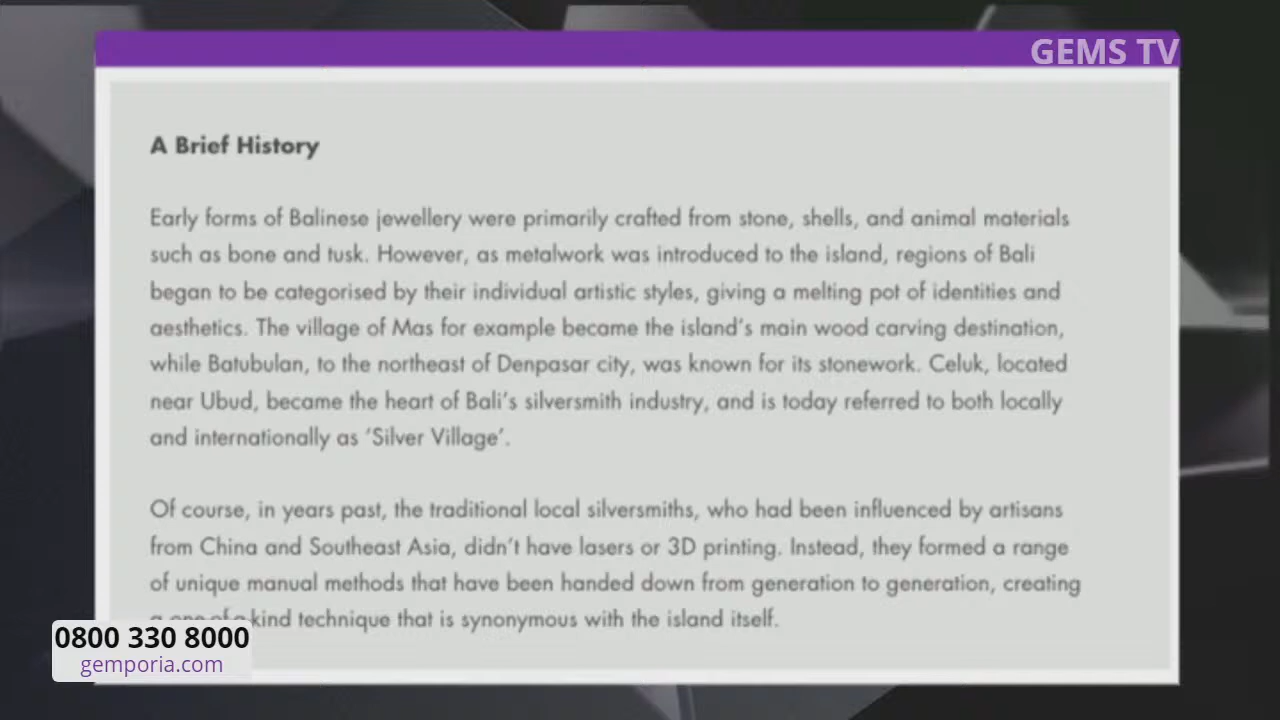 GEMS TV
A Brief History
Early forms of Balinese jewellery were primarily crafted from stone, shells, and animal materials
such as bone and tusk. However, as metalwork was introduced to the island, regions of Bali
began to be categorised by their individual artistic styles, giving a melting pot of identities and
aesthetics. The village of Mas for example became the island's main wood carving destination,
while Batubulan, to the northeast of Denpasar city, was known for its stonework. Celuk, located
near Ubud, became the heart of Bali's silversmith industry, and is today referred to both locally
and internationally as 'Silver Village'.
Of course, in years past, the traditional local silversmiths, who had been influenced by artisans
from China and Southeast Asia, didn't have lasers or 3D printing. Instead, they formed a range
of unique manual methods that have been handed down from generation to generation, creating
a one-of-a-kind technique that is synonymous with the island itself.
0800 330 8000
gemporia.com